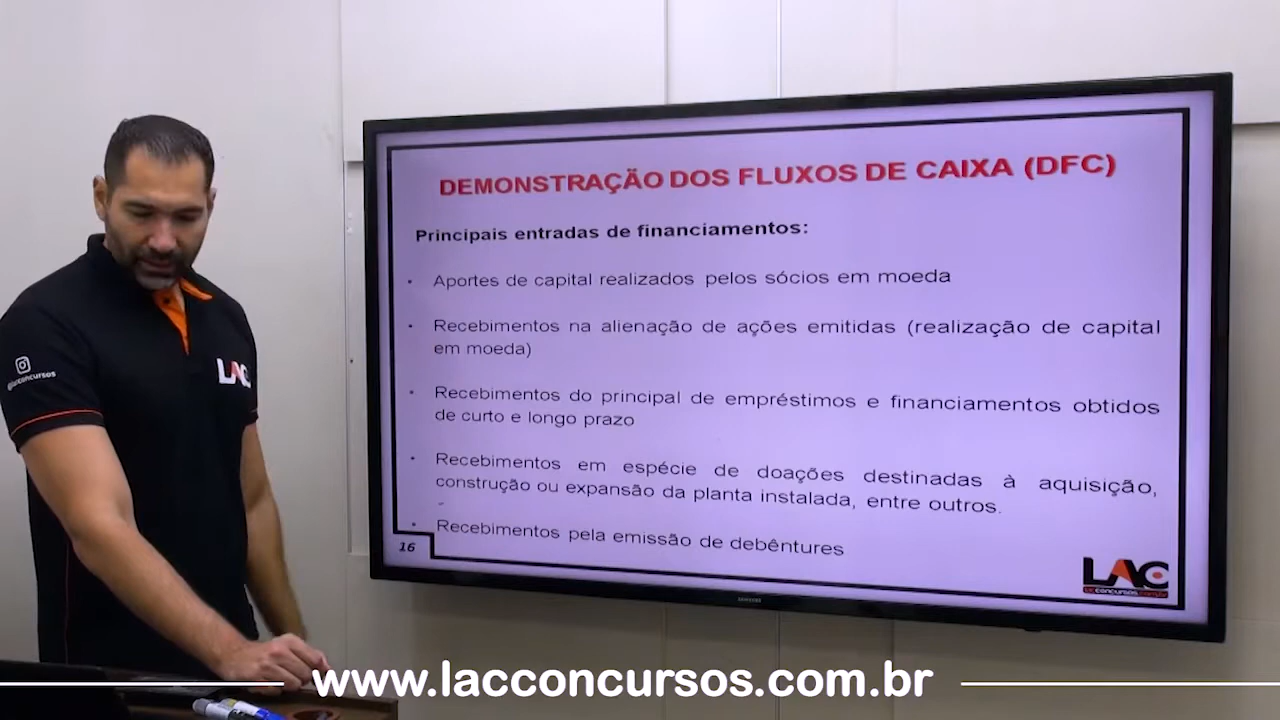 DEMONSTRAÇÃO DOS FLUXOS DE CAIXA (DFC)
Principais entradas de financiamentos:
• Aportes de capital realizados pelos sócios em moeda
• Recebimentos na alienação de ações emitidas (realização de capital
em moeda)
• Recebimentos do principal de empréstimos e financiamentos obtidos
de curto e longo prazo
• Recebimentos em espécie de doações destinadas à aquisição,
construção ou expansão da planta instalada, entre outros.
• Recebimentos pela emissão de debêntures
16
LAC
SAMSUNG
LAC
www.lacconcursos.com.br